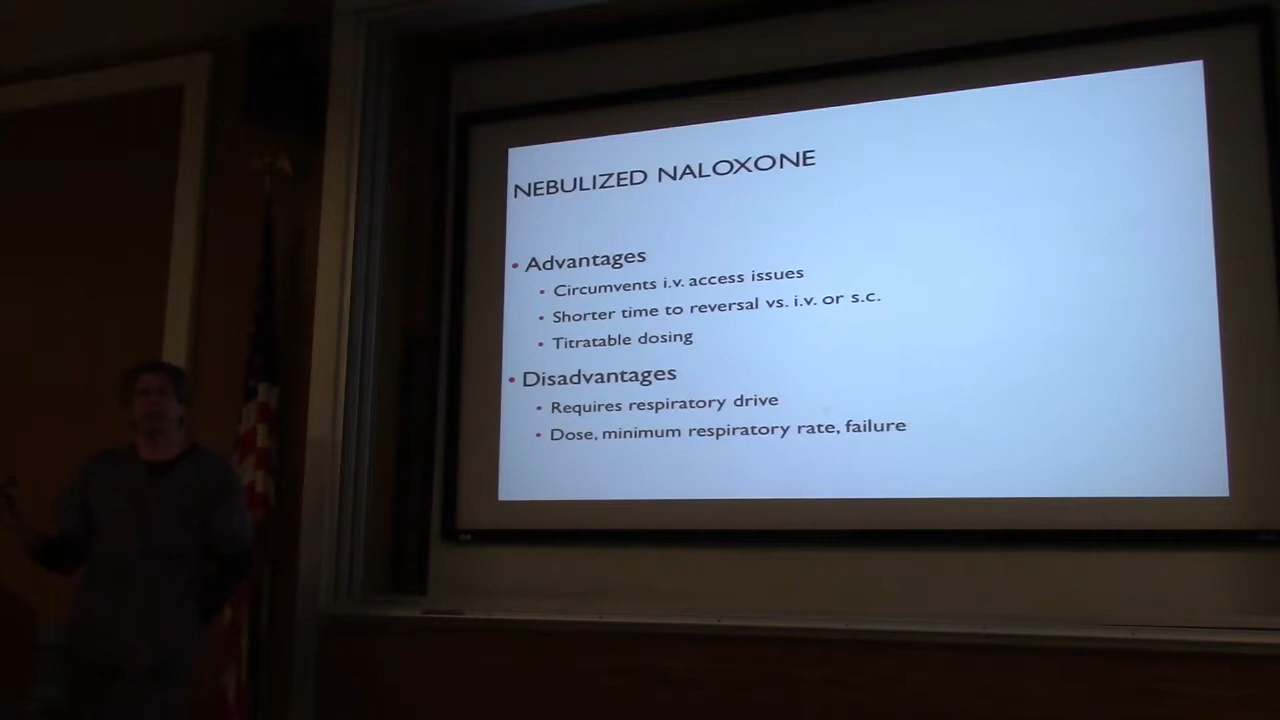 NEBULIZED NALOXONE
• Advantages
• Circumvents i.v. access issues
• Shorter time to reversal vs. i.v. or s.c.
• Titratable dosing
• Disadvantages
• Requires respiratory drive
• Dose, minimum respiratory rate, failure